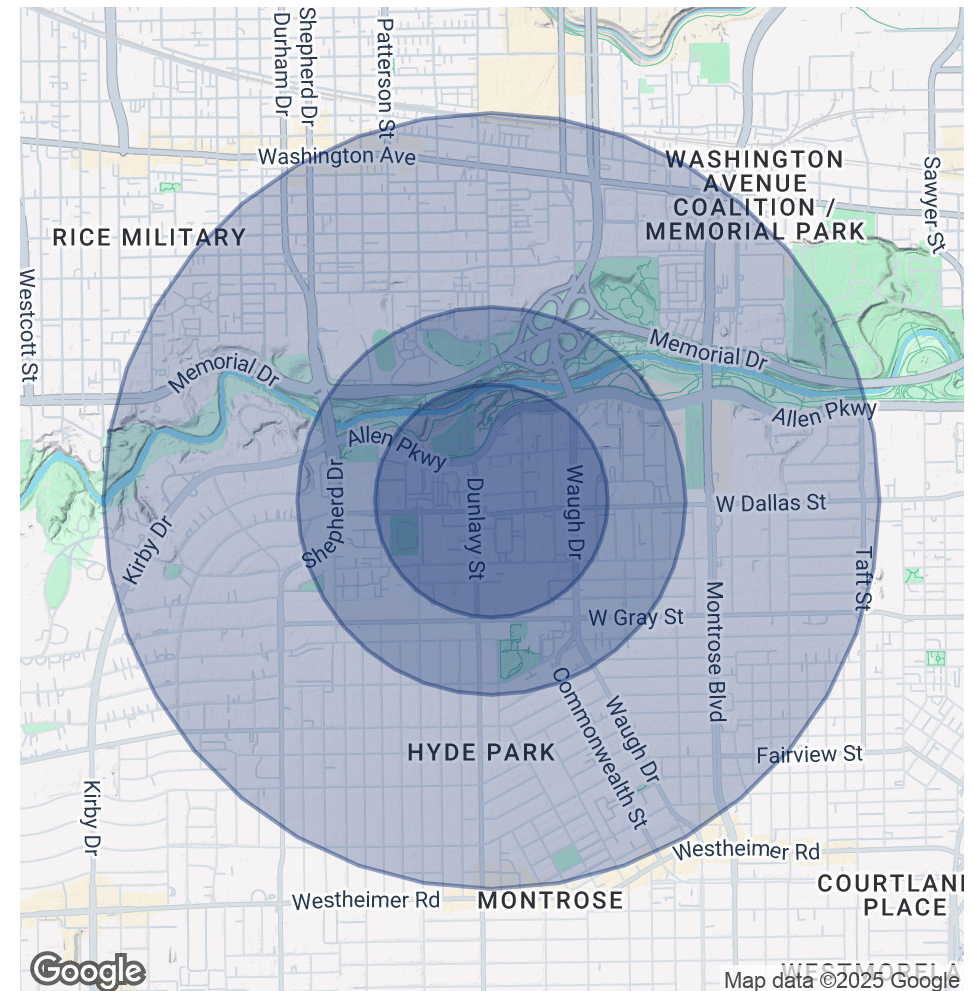 Shepherd Dr
Durham Dr
Patterson St
Washington Ave
WASHINGTON
AVENUE
COALITION /
MEMORIAL PARK
Sawyer St
RICE MILITARY
Westcott St
Memorial Dr
Memorial Dr
Allen Pkwy
Allen Pkwy
Shepherd Dr
Dunlavy St
Waugh Dr
W Dallas St
Kirby Dr
Shepherd Dr
Taft St
W Gray St
Montrose Blvd
Commonwealth St
Waugh Dr
HYDE PARK
Fairview St
Kirby Dr
Westheimer Rd
Westheimer Rd
MONTROSE
COURTLAN
PLACE
WESTMORELA
Google
Map data ©2025 Google